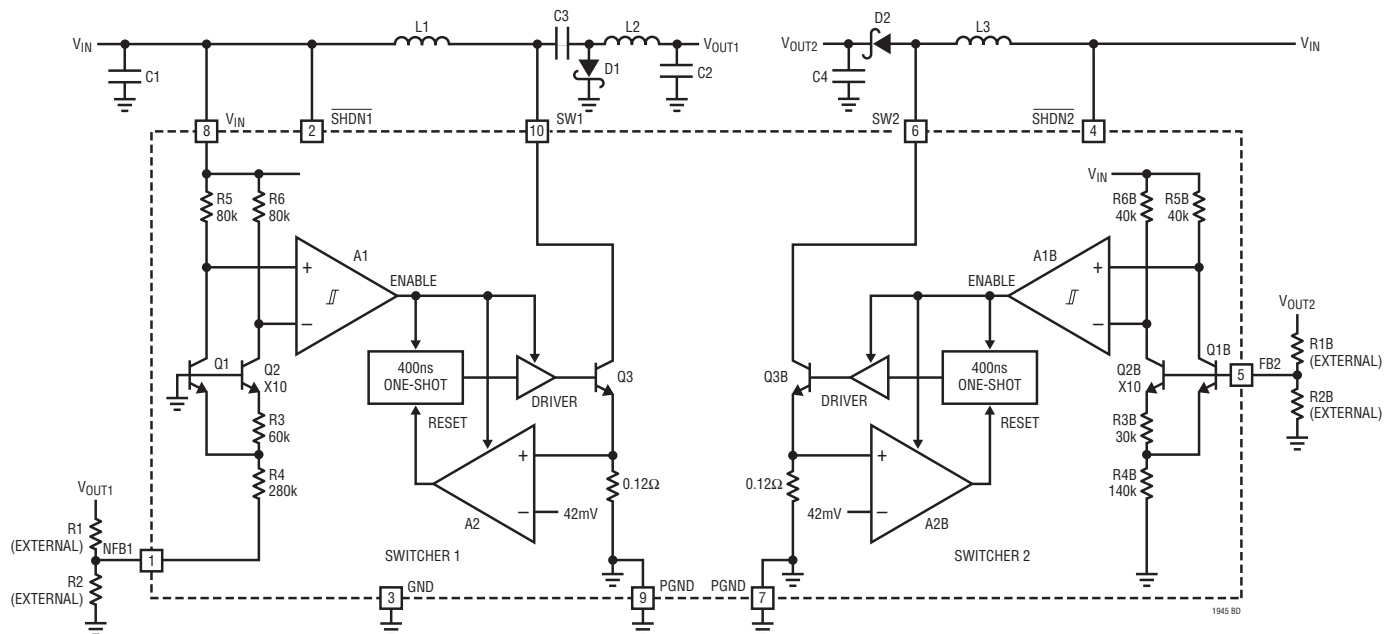 L1
C3
L2
D2
L3
VIN
VOUT1
VOUT2
VIN
C1
D1
C2
C4
8
VIN
2
SHDN1
10
SW1
SW2
6
SHDN2
4
R5
80k
R6
80k
VIN
R6B
40k
R5B
40k
A1
+
–
ENABLE
ENABLE
A1B
+
–
Q1
Q2
X10
400ns
ONE-SHOT
DRIVER
Q3
Q3B
DRIVER
400ns
ONE-SHOT
Q2B
X10
Q1B
5
FB2
VOUT2
R1B
(EXTERNAL)
R2B
(EXTERNAL)
RESET
RESET
R3
60k
R4
280k
+
–
A2
42mV
0.12Ω
0.12Ω
42mV
+
–
A2B
R3B
30k
R4B
140k
VOUT1
R1
(EXTERNAL)
NFB1
1
R2
(EXTERNAL)
SWITCHER 1
SWITCHER 2
3
GND
9
PGND
PGND
7
1945 BD